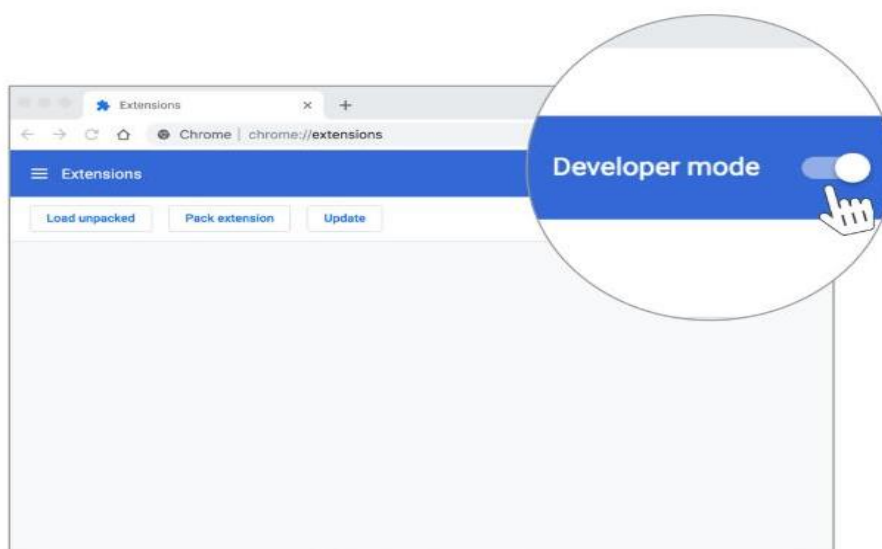 Extensions
Chrome | chrome://extensions
Extensions
Developer mode
Load unpacked Pack extension Update